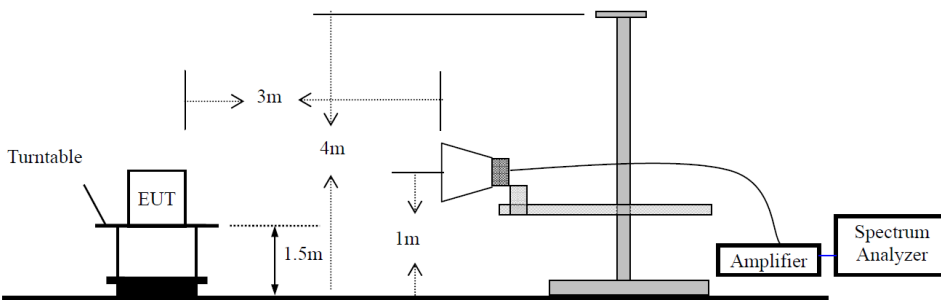 3m
Turntable
4m
EUT
1.5m
1m
Amplifier
Spectrum
Analyzer